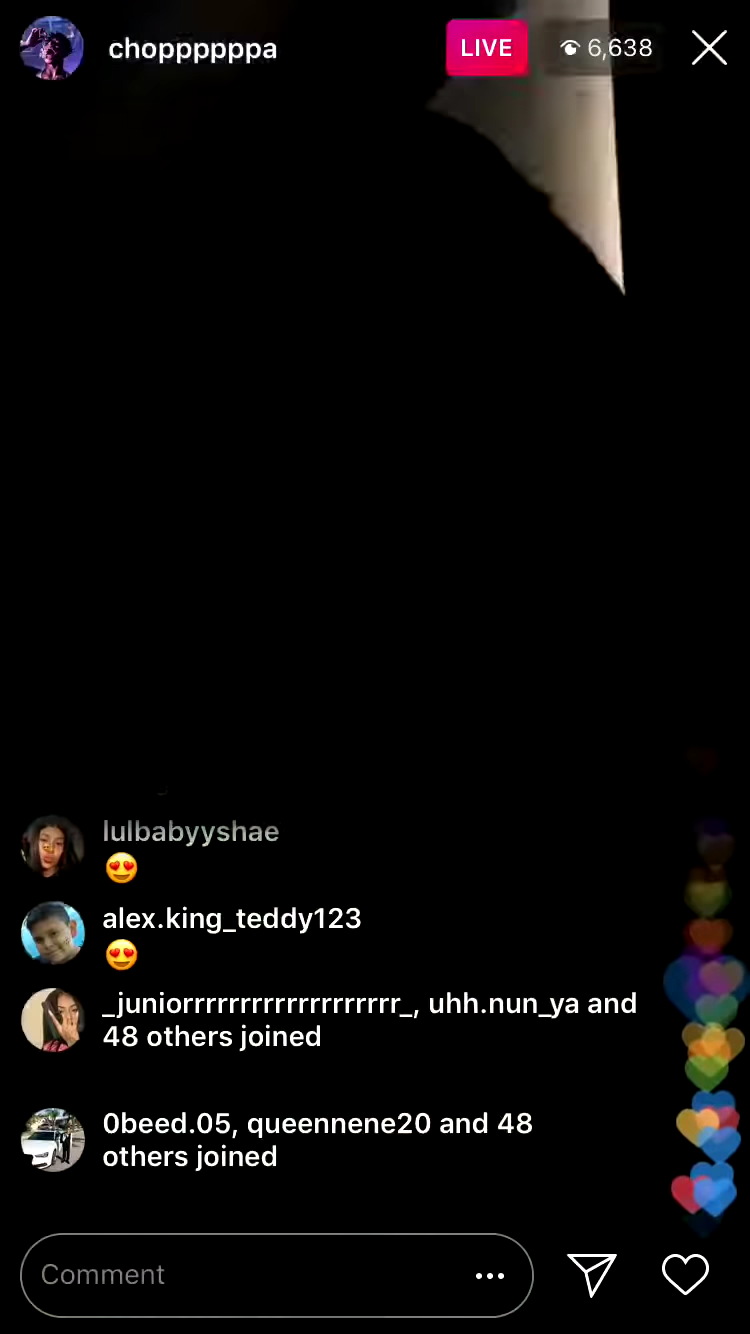 choppppppa LIVE 6,638
lulbabyyshae
😍
alex.king_teddy123
😍
_juniorrrrrrrrrrrrrrrrrrr_, uhh.nun_ya and
48 others joined
0beed.05, queennene20 and 48
others joined
Comment